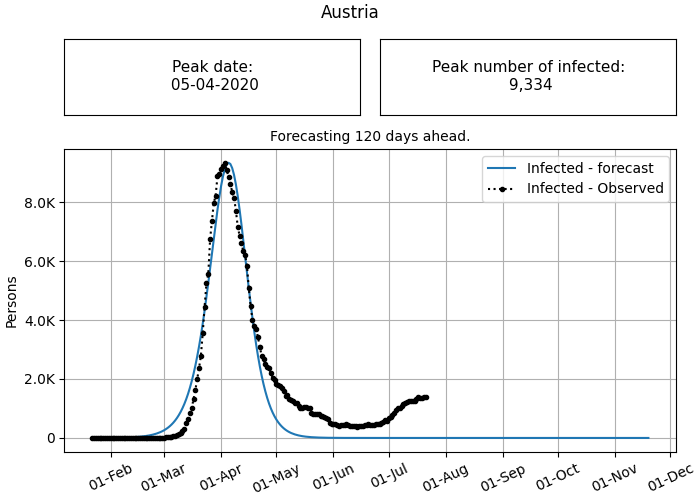 Austria
Peak date:
05-04-2020
Peak number of infected:
9,334
Forecasting 120 days ahead.
Infected - forecast
Infected - Observed
Persons
8.0K
6.0K
4.0K
2.0K
0
01-Feb
01-Mar
01-Apr
01-May
01-Jun
01-Jul
01-Aug
01-Sep
01-Oct
01-Nov
01-Dec